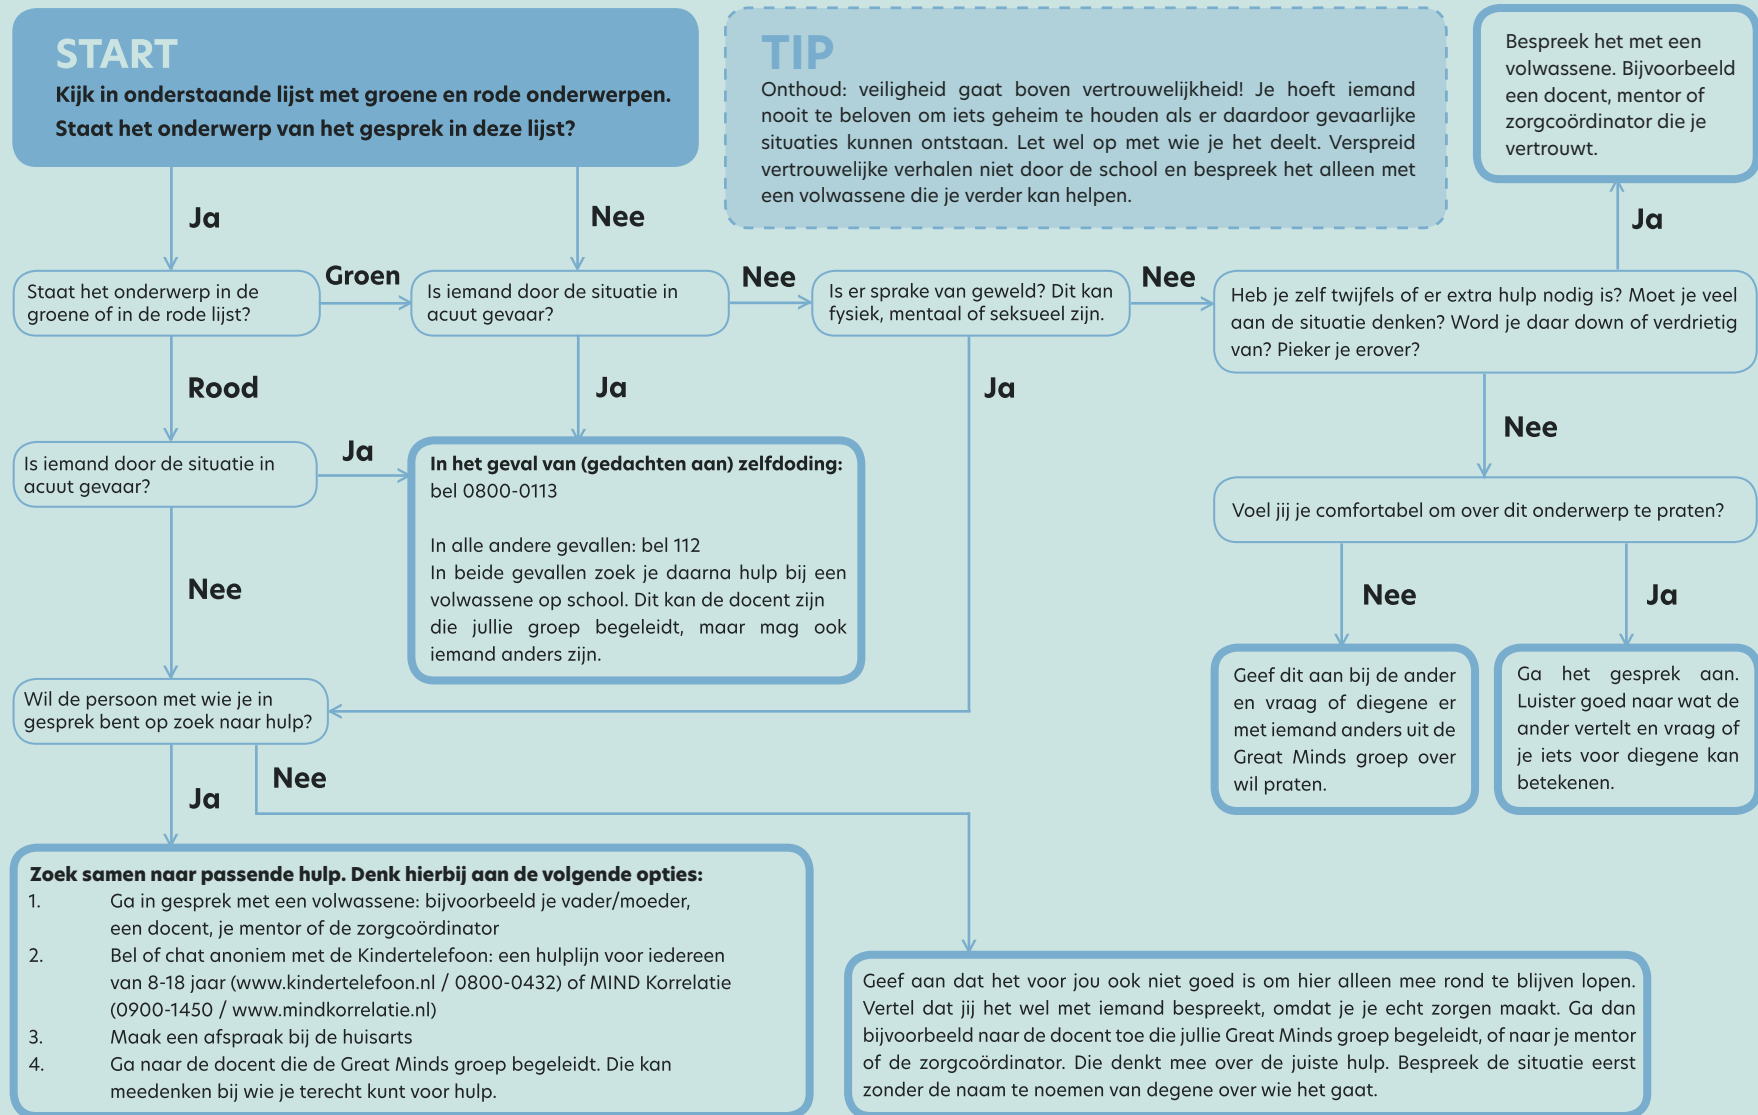 START
Kijk in onderstaande lijst met groene en rode onderwerpen.
Staat het onderwerp van het gesprek in deze lijst?
TIP
Onthoud: veiligheid gaat boven vertrouwelijkheid! Je hoeft iemand
nooit te beloven om iets geheim te houden als er daardoor gevaarlijke
situaties kunnen ontstaan. Let wel op met wie je het deelt. Verspreid
vertrouwelijke verhalen niet door de school en bespreek het alleen met
een volwassene die je verder kan helpen.
Bespreek het met een
volwassene. Bijvoorbeeld
een docent, mentor of
zorgcoördinator die je
vertrouwt.
Ja
Nee
Ja
Staat het onderwerp in de
groene of in de rode lijst?
Groen
Is iemand door de situatie in
acuut gevaar?
Nee
Is er sprake van geweld? Dit kan
fysiek, mentaal of seksueel zijn.
Nee
Heb je zelf twijfels of er extra hulp nodig is? Moet je veel
aan de situatie denken? Word je daar down of verdrietig
van? Pieker je erover?
Rood
Ja
Ja
Nee
Is iemand door de situatie in
acuut gevaar?
Ja
In het geval van (gedachten aan) zelfdoding:
bel 0800-0113
In alle andere gevallen: bel 112
In beide gevallen zoek je daarna hulp bij een
volwassene op school. Dit kan de docent zijn
die jullie groep begeleidt, maar mag ook
iemand anders zijn.
Voel jij je comfortabel om over dit onderwerp te praten?
Nee
Nee
Ja
Geef dit aan bij de ander
en vraag of diegene er
met iemand anders uit de
Great Minds groep over
wil praten.
Ga het gesprek aan.
Luister goed naar wat de
ander vertelt en vraag of
je iets voor diegene kan
betekenen.
Wil de persoon met wie je in
gesprek bent op zoek naar hulp?
Ja
Nee
Zoek samen naar passende hulp. Denk hierbij aan de volgende opties:
1. Ga in gesprek met een volwassene: bijvoorbeeld je vader/moeder,
een docent, je mentor of de zorgcoördinator
2. Bel of chat anoniem met de Kindertelefoon: een hulplijn voor iedereen
van 8-18 jaar (www.kindertelefoon.nl / 0800-0432) of MIND Korrelatie
(0900-1450 / www.mindkorrelatie.nl)
3. Maak een afspraak bij de huisarts
4. Ga naar de docent die de Great Minds groep begeleidt. Die kan
meedenken bij wie je terecht kunt voor hulp.
Geef aan dat het voor jou ook niet goed is om hier alleen mee rond te blijven lopen.
Vertel dat jij het wel met iemand bespreekt, omdat je je echt zorgen maakt. Ga dan
bijvoorbeeld naar de docent toe die jullie Great Minds groep begeleidt, of naar je mentor
of de zorgcoördinator. Die denkt mee over de juiste hulp. Bespreek de situatie eerst
zonder de naam te noemen van degene over wie het gaat.